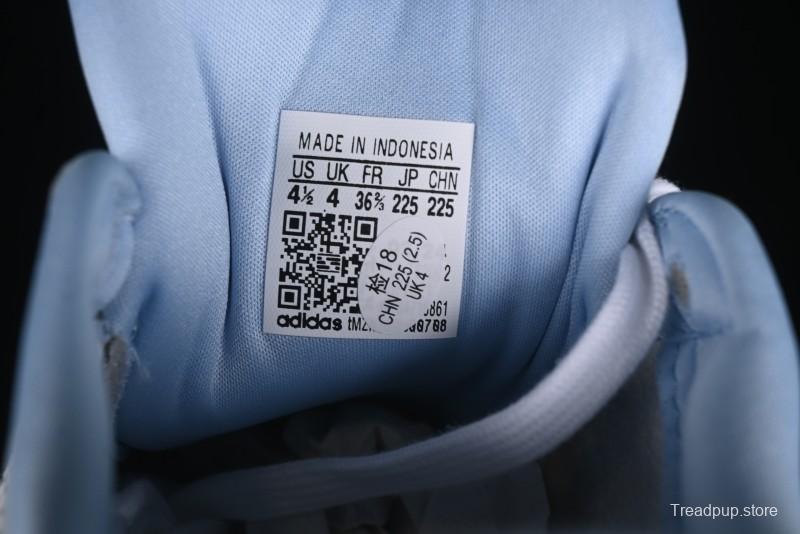 MADE IN INDONESIA
US UK FR JP CHN
4½ 4 36⅔ 225 225
检18
CHN 225 (2.5)
UK4
2
adidas
Treadpup.store